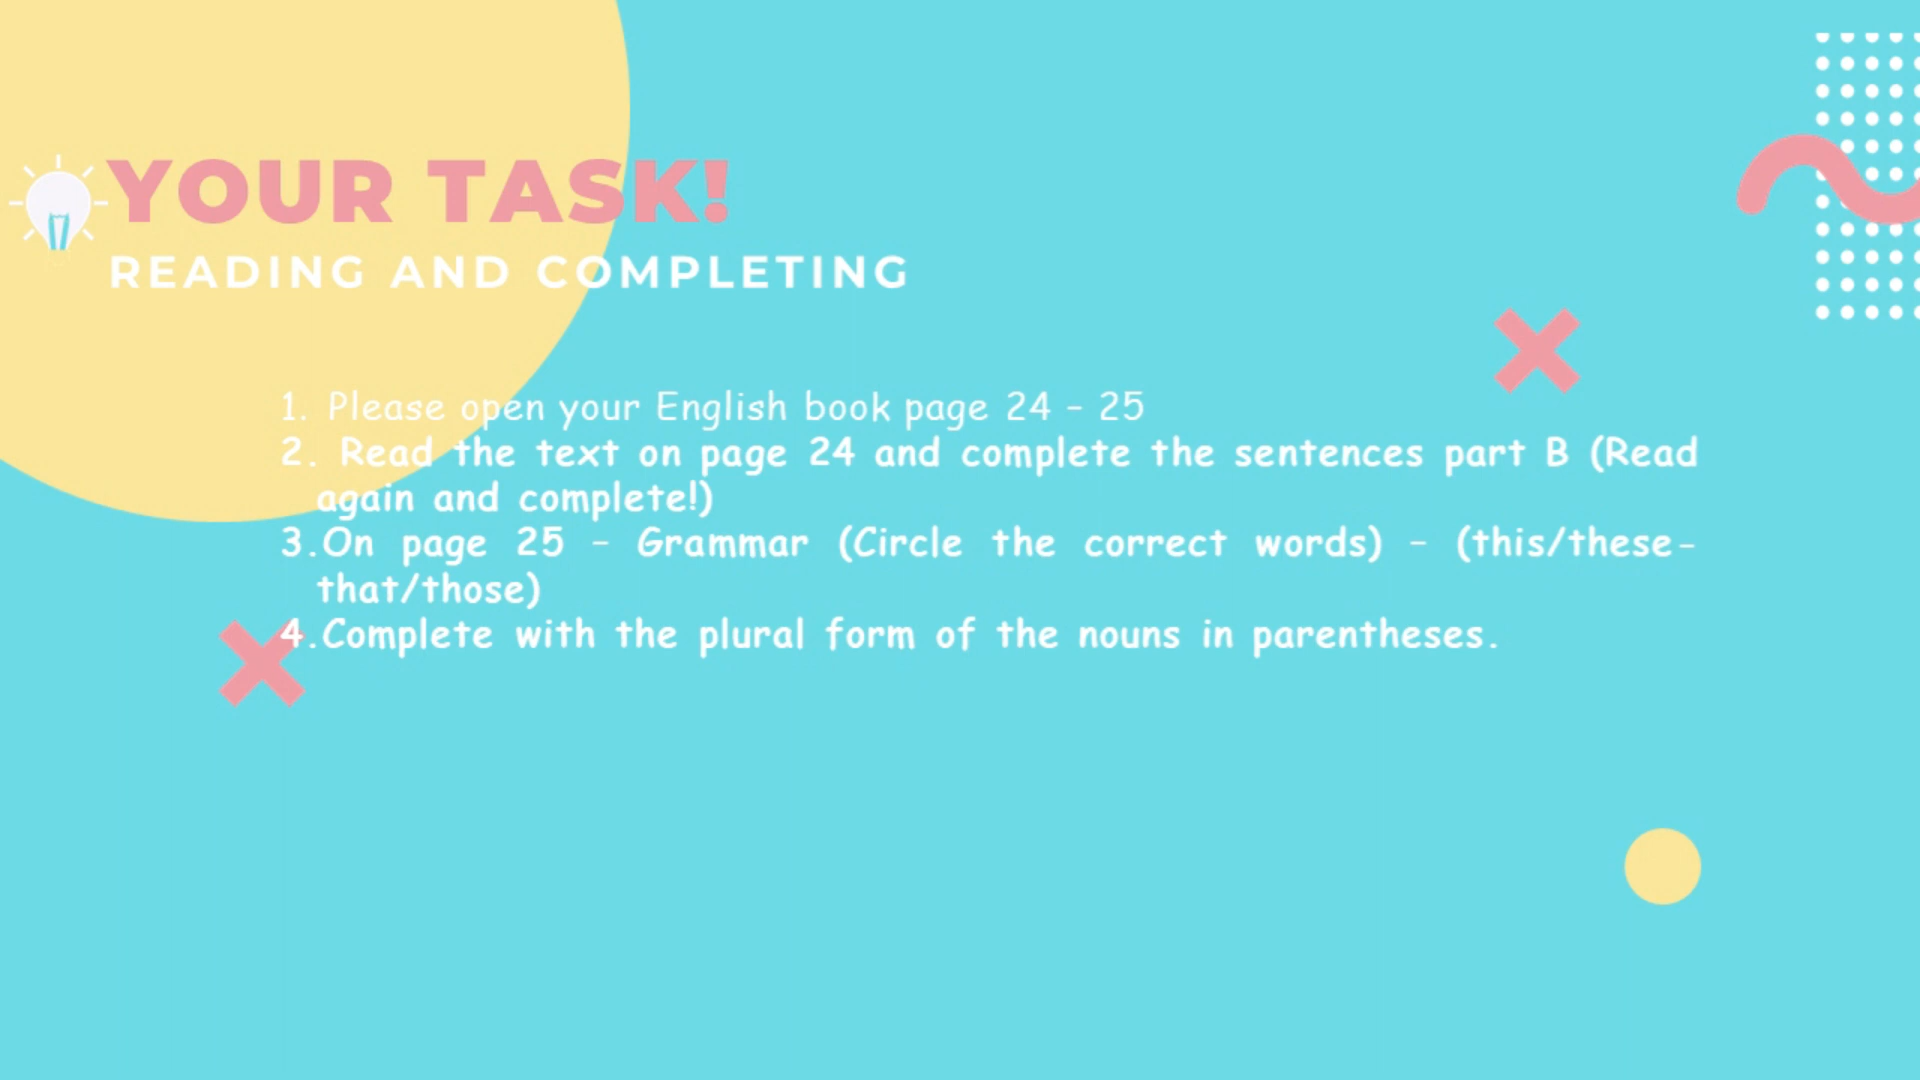 YOUR TASK!
READING AND COMPLETING
1. Please open your English book page 24 - 25
2. Read the text on page 24 and complete the sentences part B (Read
again and complete!)
3.On page 25 - Grammar (Circle the correct words) - (this/these-
that/those)
4.Complete with the plural form of the nouns in parentheses.